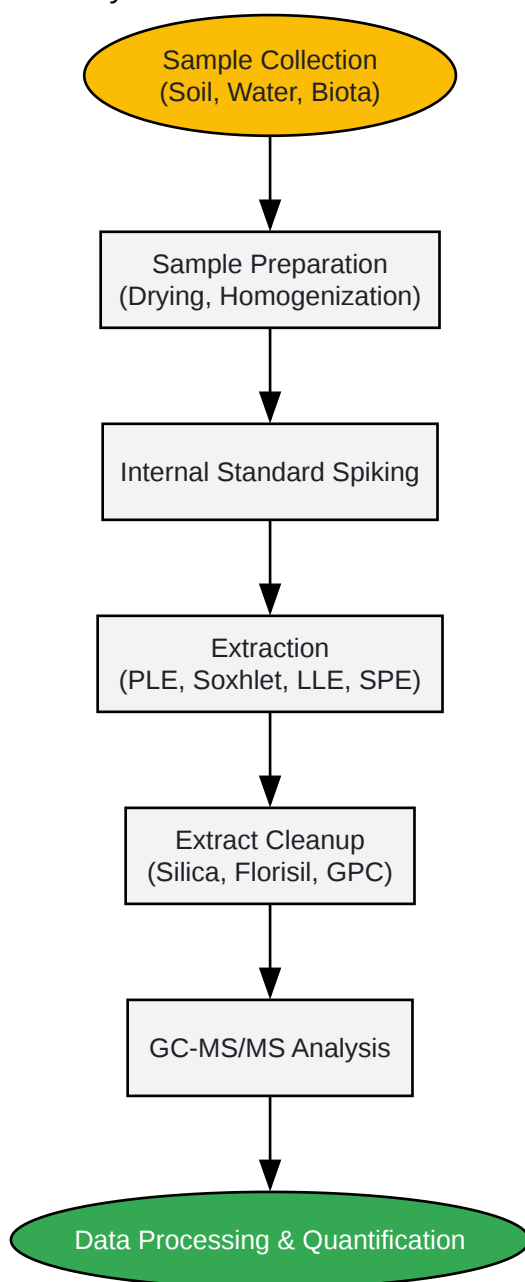 Sample Collection
(Soil, Water, Biota)
Sample Preparation
(Drying, Homogenization)
Internal Standard Spiking
Extraction
(PLE, Soxhlet, LLE, SPE)
Extract Cleanup
(Silica, Florisil, GPC)
GC-MS/MS Analysis
Data Processing & Quantification